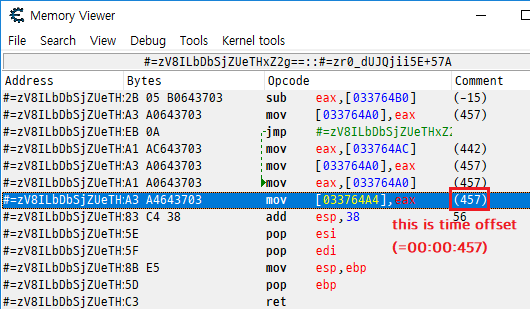 Memory Viewer
File Search View Debug Tools Kernel tools
#=zV8ILbDbSjZUeTHxZ2g==::#=zr0_dUJQjii5E+57A
Address Bytes Opcode Comment
#=zV8ILbDbSjZUeTH 2B 05 B0643703 sub eax,[033764B0] (-15)
#=zV8ILbDbSjZUeTH A3 A0643703 mov [033764A0],eax (457)
#=zV8ILbDbSjZUeTH EB 0A jmp #=zV8ILbDbSjZUeTHxZ2
#=zV8ILbDbSjZUeTH A1 AC643703 mov eax,[033764AC] (442)
#=zV8ILbDbSjZUeTH A3 A0643703 mov [033764A0],eax (457)
#=zV8ILbDbSjZUeTH A1 A0643703 mov eax,[033764A0] (457)
#=zV8ILbDbSjZUeTH A3 A4643703 mov [033764A4],eax (457)
#=zV8ILbDbSjZUeTH 83 C4 38 add esp,38 56
#=zV8ILbDbSjZUeTH 5E pop esi
#=zV8ILbDbSjZUeTH 5F pop edi
#=zV8ILbDbSjZUeTH 8B E5 mov esp,ebp
#=zV8ILbDbSjZUeTH 5D pop ebp
#=zV8ILbDbSjZUeTH C3 ret
this is time offset
(=00:00:457)